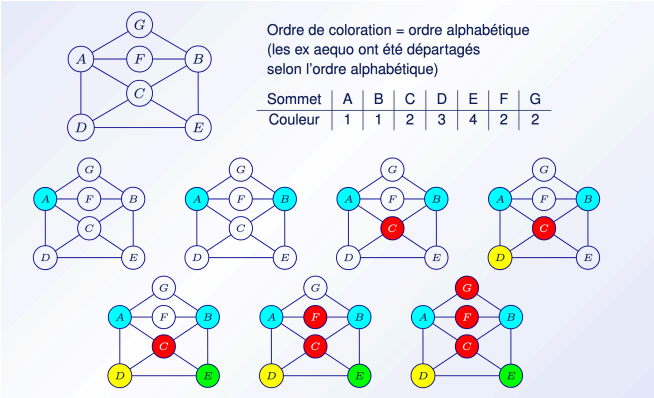 G
Ordre de coloration = ordre alphabétique
(les ex aequo ont été départagés
selon l'ordre alphabétique)
A F B
C
D E
Sommet A B C D E F G
Couleur 1 1 2 3 4 2 2
G G G G
A F B A F B A F B A F B
C C C C
D E D E D E D E
G G G
A F B A F B A F B
C C C
D E D E D E